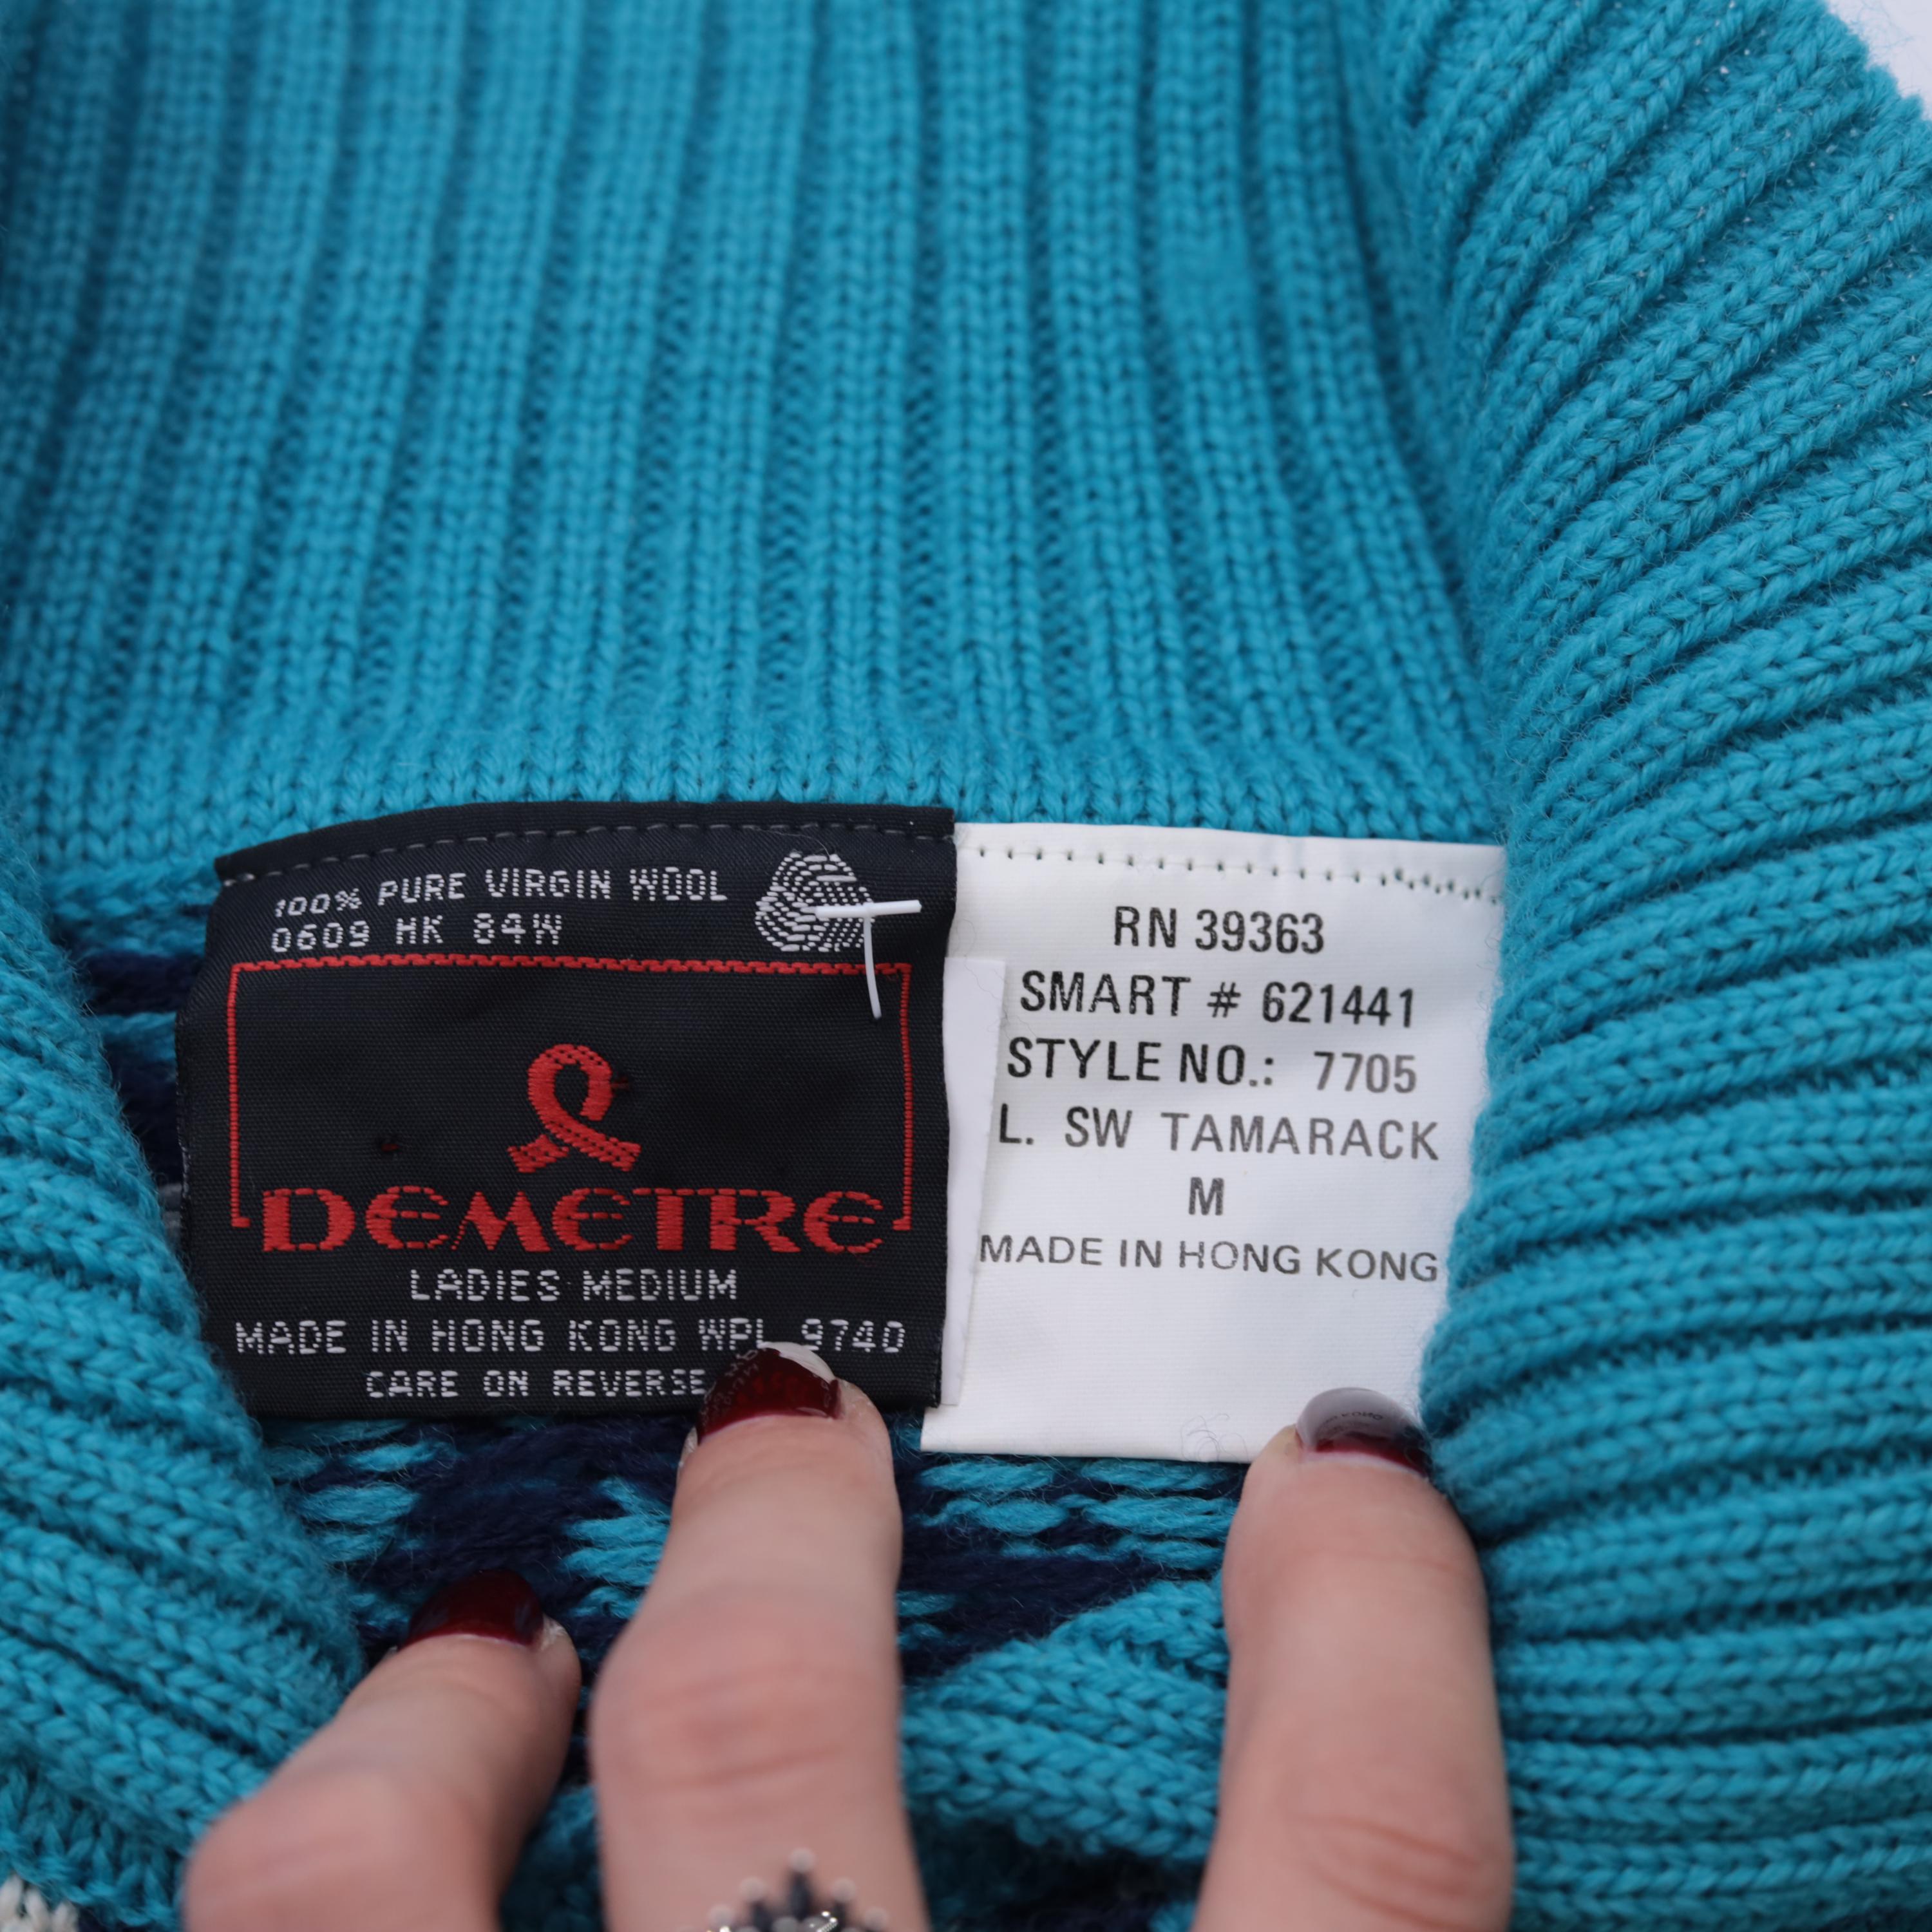 100% PURE VIRGIN WOOL
0609 HK 84W
DEMETRE
LADIES MEDIUM
MADE IN HONG KONG WPL 9740
CARE ON REVERSE
RN 39363
SMART # 621441
STYLE NO.: 7705
L. SW TAMARACK
M
MADE IN HONG KONG